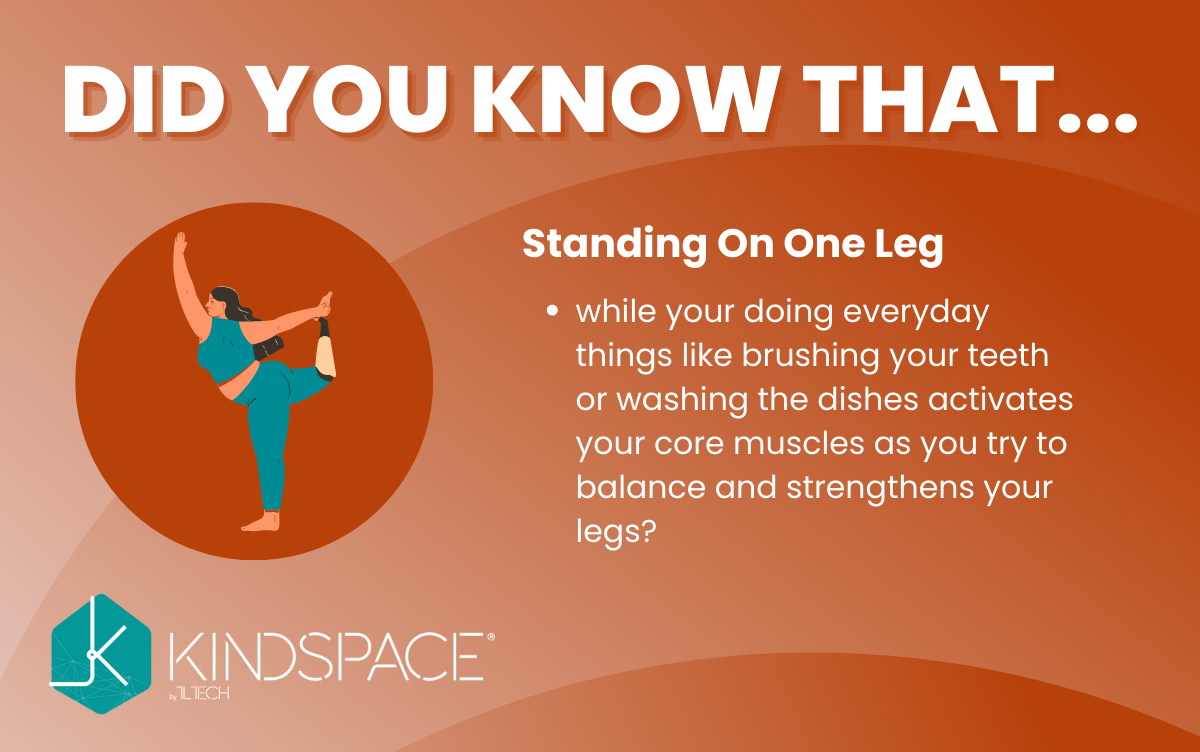 DID YOU KNOW THAT...
Standing On One Leg
• while your doing everyday
things like brushing your teeth
or washing the dishes activates
your core muscles as you try to
balance and strengthens your
legs?
KINDSPACE®
by TLTECH